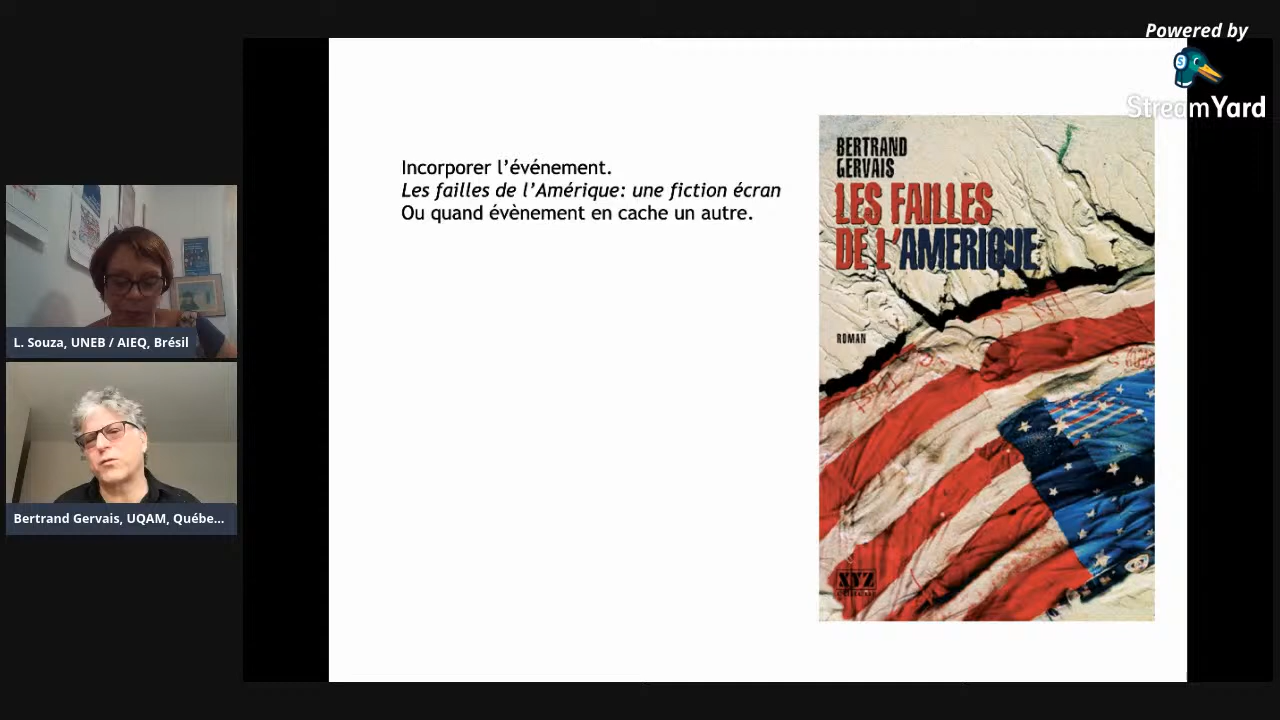 Powered by
StreamYard
Incorporer l’événement.
Les failles de l’Amérique: une fiction écran
Ou quand évènement en cache un autre.
BERTRAND
GERVAIS
LES FAILLES
DE L’AMERIQUE
ROMAN
XYZ
L. Souza, UNEB / AIEQ, Brésil
Bertrand Gervais, UQAM, Québe...